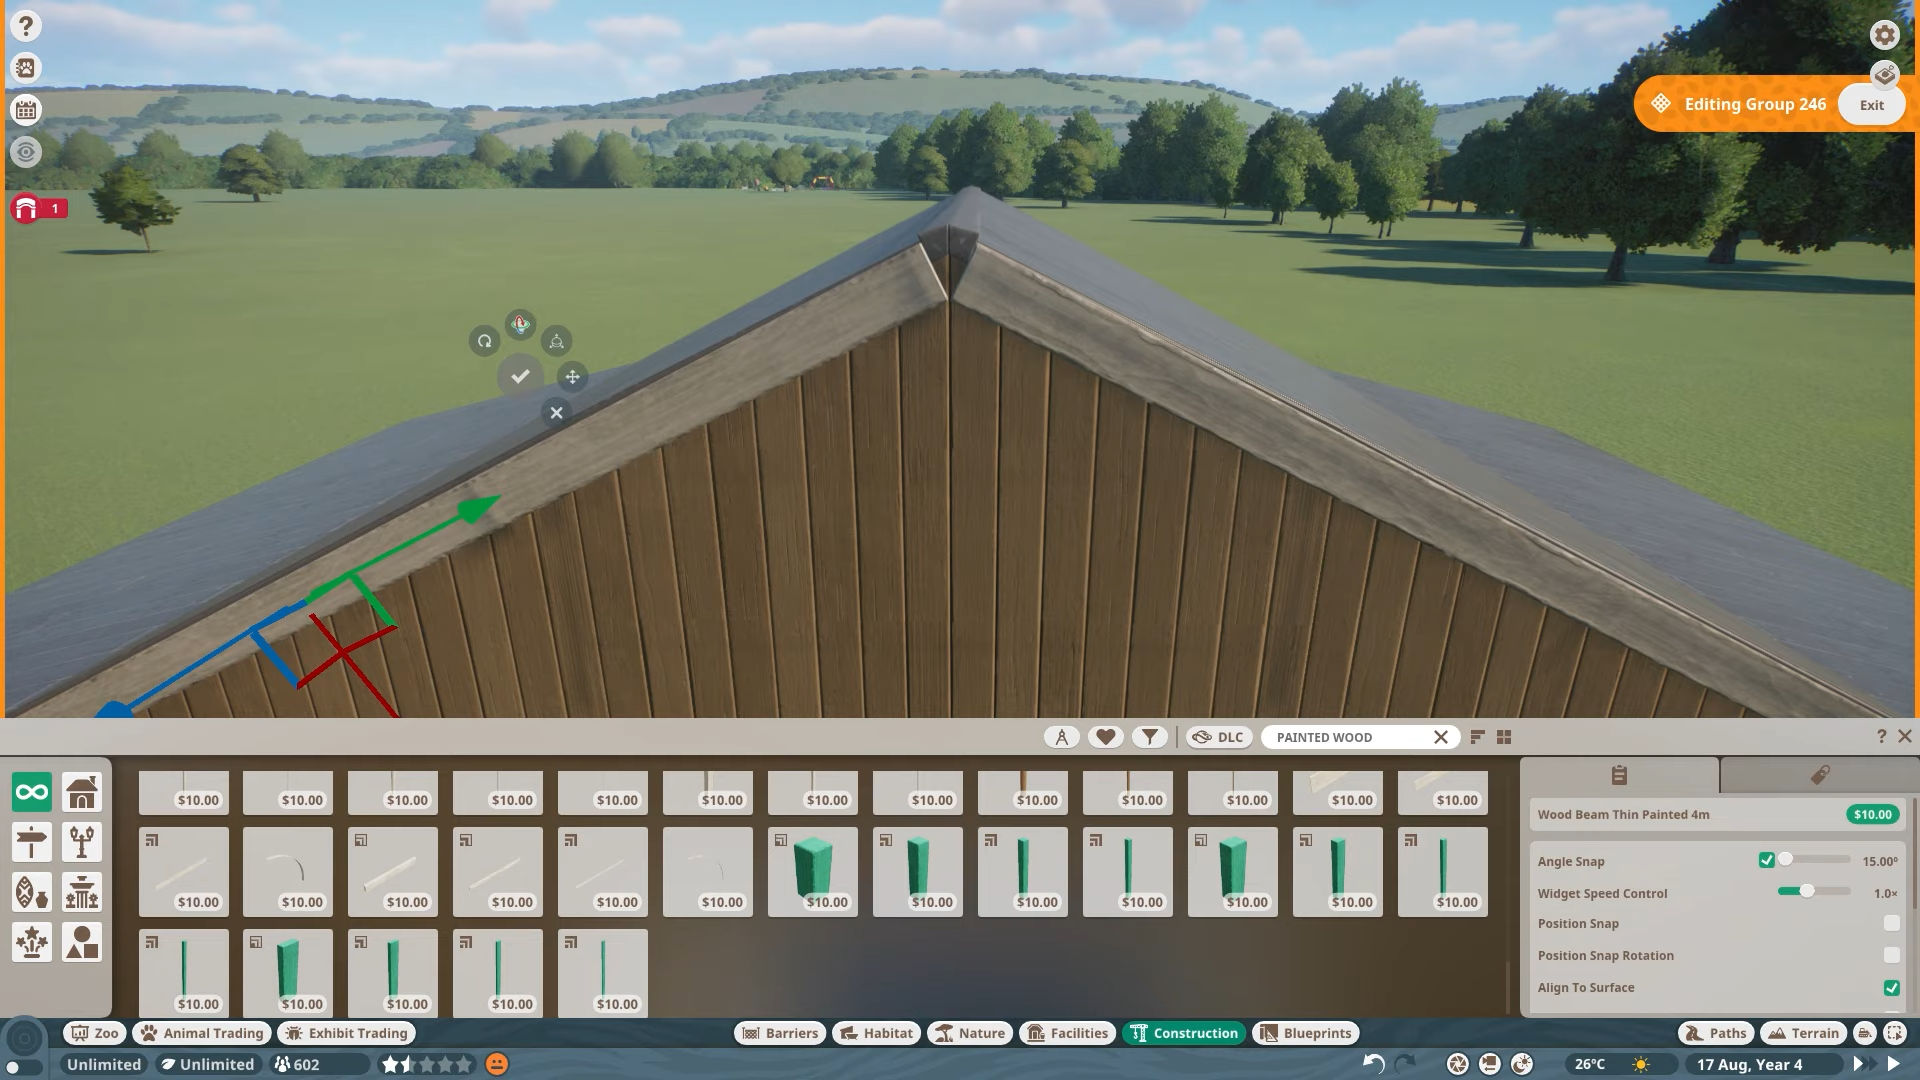 ?
Editing Group 246
Exit
1
DLC
PAINTED WOOD
?
$10.00 $10.00 $10.00 $10.00 $10.00 $10.00 $10.00 $10.00 $10.00 $10.00 $10.00 $10.00 $10.00
$10.00 $10.00 $10.00 $10.00 $10.00 $10.00 $10.00 $10.00 $10.00 $10.00 $10.00 $10.00 $10.00
$10.00 $10.00 $10.00 $10.00 $10.00
Wood Beam Thin Painted 4m $10.00
Angle Snap 15.00°
Widget Speed Control 1.0×
Position Snap
Position Snap Rotation
Align To Surface
Zoo Animal Trading Exhibit Trading Barriers Habitat Nature Facilities Construction Blueprints Paths Terrain
Unlimited Unlimited 602 26°C 17 Aug, Year 4